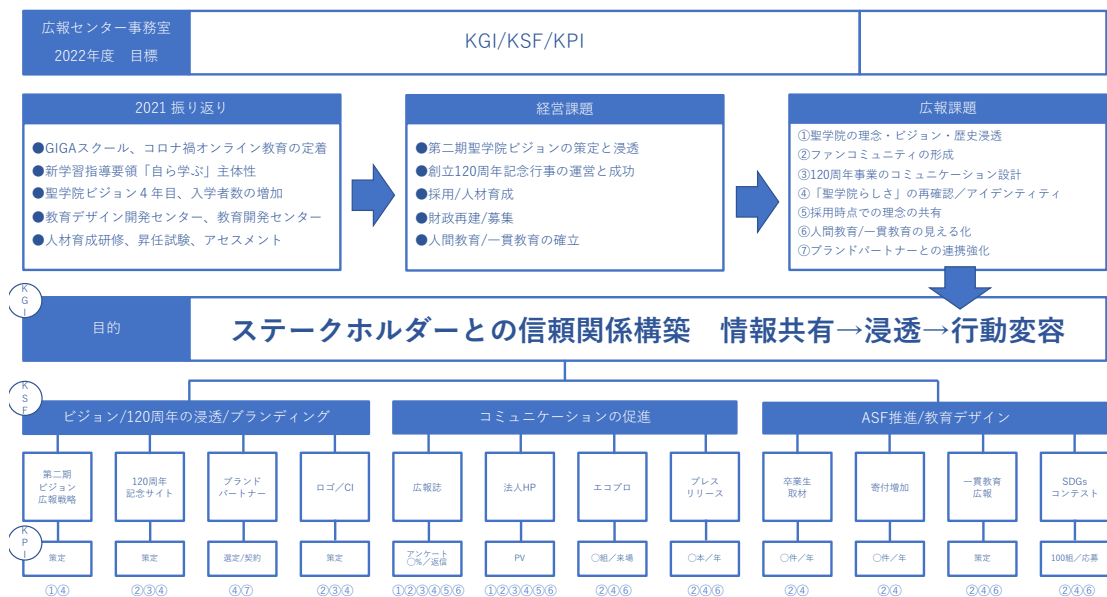 広報センター事務室
2022年度　目標
KGI/KSF/KPI
2021 振り返り
●GIGAスクール、コロナ禍オンライン教育の定着
●新学習指導要領「自ら学ぶ」主体性
●聖学院ビジョン４年目、入学者数の増加
●教育デザイン開発センター、教育開発センター
●人材育成研修、昇任試験、アセスメント
経営課題
●第二期聖学院ビジョンの策定と浸透
●創立120周年記念行事の運営と成功
●採用/人材育成
●財政再建/募集
●人間教育/一貫教育の確立
広報課題
①聖学院の理念・ビジョン・歴史浸透
②ファンコミュニティの形成
③120周年事業のコミュニケーション設計
④「聖学院らしさ」の再確認／アイデンティティ
⑤採用時点での理念の共有
⑥人間教育/一貫教育の見える化
⑦ブランドパートナーとの連携強化
K
G
I
目的
ステークホルダーとの信頼関係構築　情報共有→浸透→行動変容
K
S
F
ビジョン/120周年の浸透/ブランディング
コミュニケーションの促進
ASF推進/教育デザイン
第二期
ビジョン
広報戦略
120周年
記念サイト
ブランド
パートナー
ロゴ／CI
広報誌
法人HP
エコプロ
プレス
リリース
卒業生
取材
寄付増加
一貫教育
広報
SDGs
コンテスト
K
P
I
策定
策定
選定/契約
策定
アンケート
○%／返信
PV
○組／来場
○本／年
○件／年
○件／年
策定
100組／応募
①④
②③④
④⑦
②③④
①②③④⑤⑥
①②③④⑤⑥
②④⑥
②④⑥
②④
②④
②④⑥
②④⑥